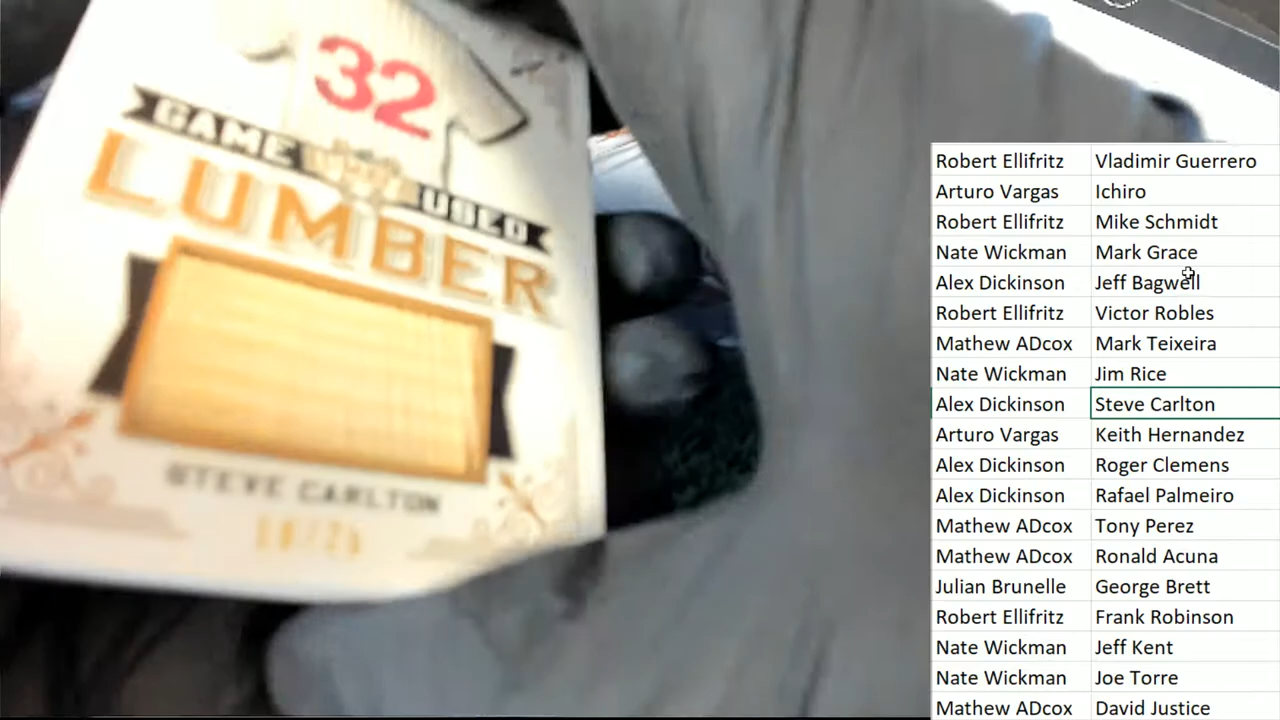 32
GAME USED
LUMBER
STEVE CARLTON
Robert Ellifritz Vladimir Guerrero
Arturo Vargas Ichiro
Robert Ellifritz Mike Schmidt
Nate Wickman Mark Grace
Alex Dickinson Jeff Bagwell
Robert Ellifritz Victor Robles
Mathew ADcox Mark Teixeira
Nate Wickman Jim Rice
Alex Dickinson Steve Carlton
Arturo Vargas Keith Hernandez
Alex Dickinson Roger Clemens
Alex Dickinson Rafael Palmeiro
Mathew ADcox Tony Perez
Mathew ADcox Ronald Acuna
Julian Brunelle George Brett
Robert Ellifritz Frank Robinson
Nate Wickman Jeff Kent
Nate Wickman Joe Torre
Mathew ADcox David Justice